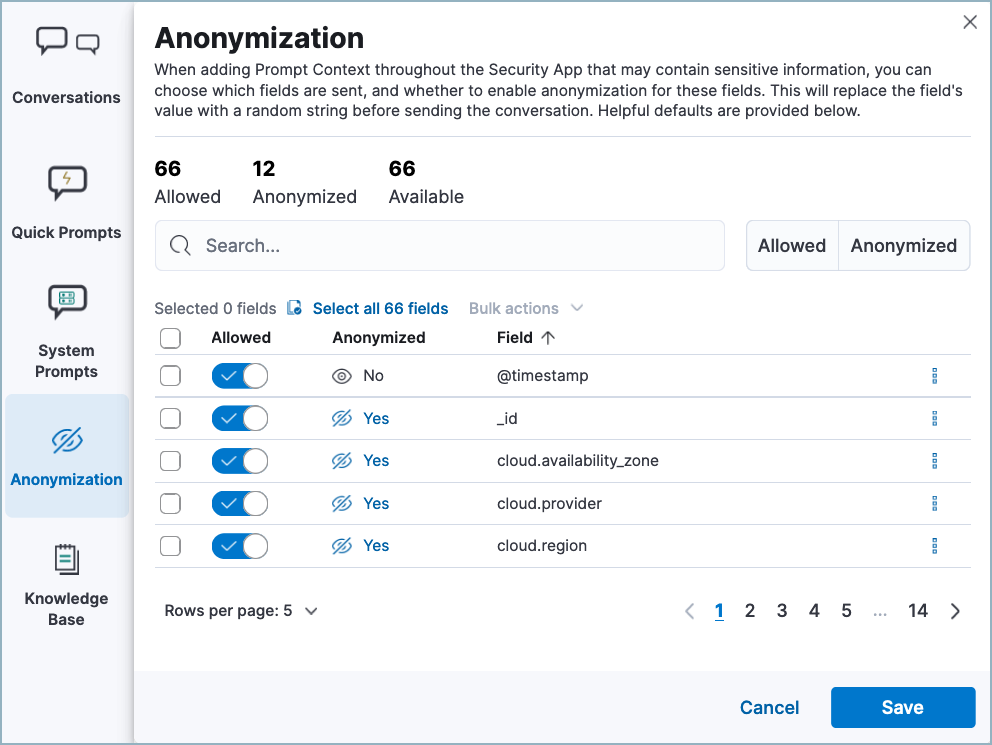 Conversations
Quick Prompts
System
Prompts
Anonymization
Knowledge
Base
Anonymization
When adding Prompt Context throughout the Security App that may contain sensitive information, you can
choose which fields are sent, and whether to enable anonymization for these fields. This will replace the field's
value with a random string before sending the conversation. Helpful defaults are provided below.
66 12 66
Allowed Anonymized Available
Search... Allowed Anonymized
Selected 0 fields Select all 66 fields Bulk actions
Allowed Anonymized Field
No @timestamp
Yes _id
Yes cloud.availability_zone
Yes cloud.provider
Yes cloud.region
Rows per page: 5 1 2 3 4 5 ... 14
Cancel Save